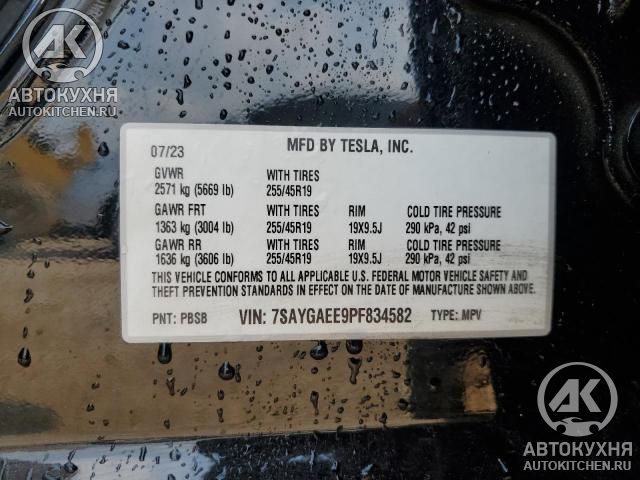 АК
АВТОКУХНЯ
AUTOKITCHEN.RU
07/23 MFD BY TESLA, INC.
GVWR WITH TIRES
2571 kg (5669 lb) 255/45R19
GAWR FRT WITH TIRES RIM COLD TIRE PRESSURE
1363 kg (3004 lb) 255/45R19 19X9.5J 290 kPa, 42 psi
GAWR RR WITH TIRES RIM COLD TIRE PRESSURE
1636 kg (3606 lb) 255/45R19 19X9.5J 290 kPa, 42 psi
THIS VEHICLE CONFORMS TO ALL APPLICABLE U.S. FEDERAL MOTOR VEHICLE SAFETY AND
THEFT PREVENTION STANDARDS IN EFFECT ON THE DATE OF MANUFACTURE SHOWN ABOVE.
PNT: PBSB VIN: 7SAYGAEE9PF834582 TYPE: MPV
АК
АВТОКУХНЯ
AUTOKITCHEN.RU